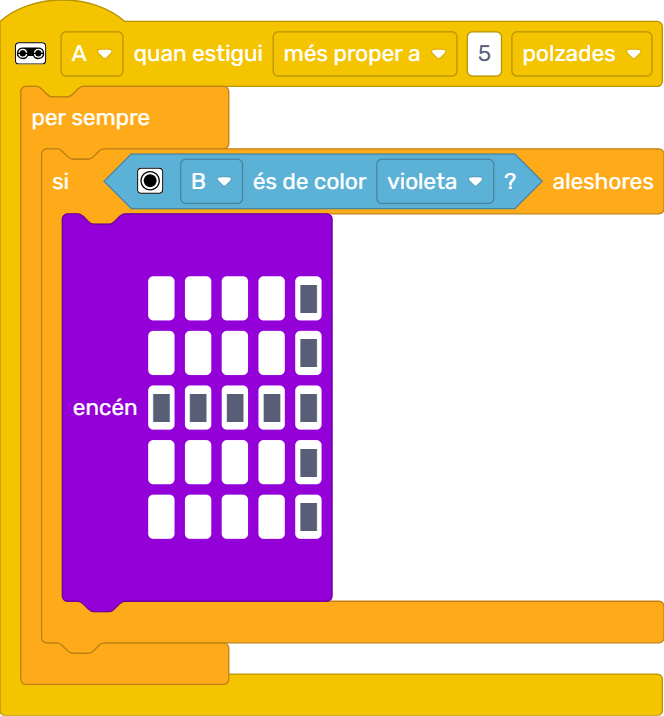 A quan estigui més proper a 5 polzades
per sempre
si B és de color violeta ? aleshores
encén